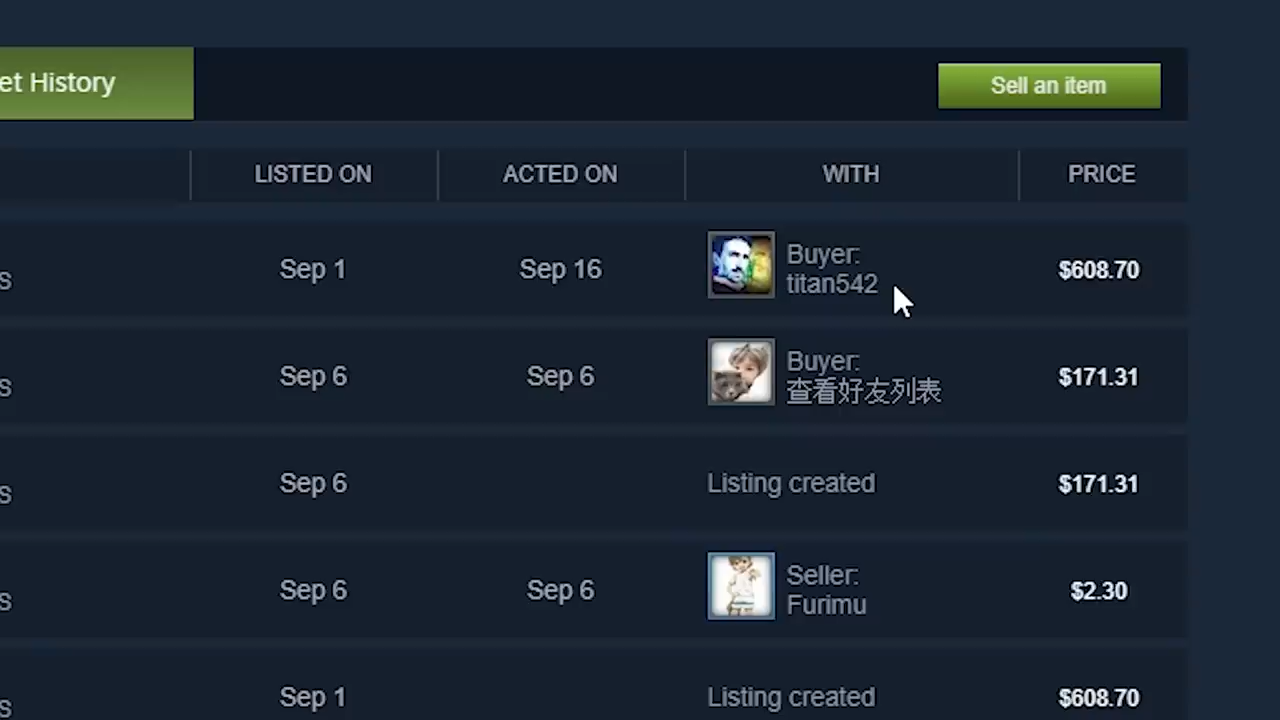 et History
Sell an item
LISTED ON ACTED ON WITH PRICE
s Sep 1 Sep 16 Buyer: titan542 $608.70
s Sep 6 Sep 6 Buyer: 查看好友列表 $171.31
s Sep 6 Listing created $171.31
s Sep 6 Sep 6 Seller: Furimu $2.30
s Sep 1 Listing created $608.70